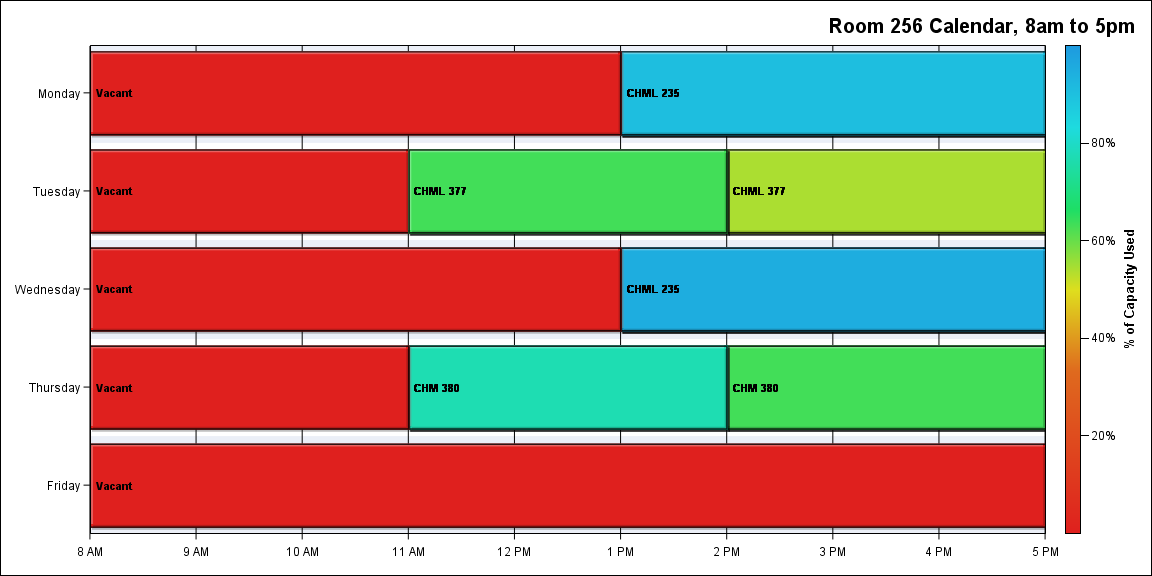 Room 256 Calendar, 8am to 5pm
Monday
Vacant
CHML 235
80%
Tuesday
Vacant
CHML 377
CHML 377
60%
Wednesday
Vacant
CHML 235
% of Capacity Used
40%
Thursday
Vacant
CHM 380
CHM 380
20%
Friday
Vacant
8 AM
9 AM
10 AM
11 AM
12 PM
1 PM
2 PM
3 PM
4 PM
5 PM